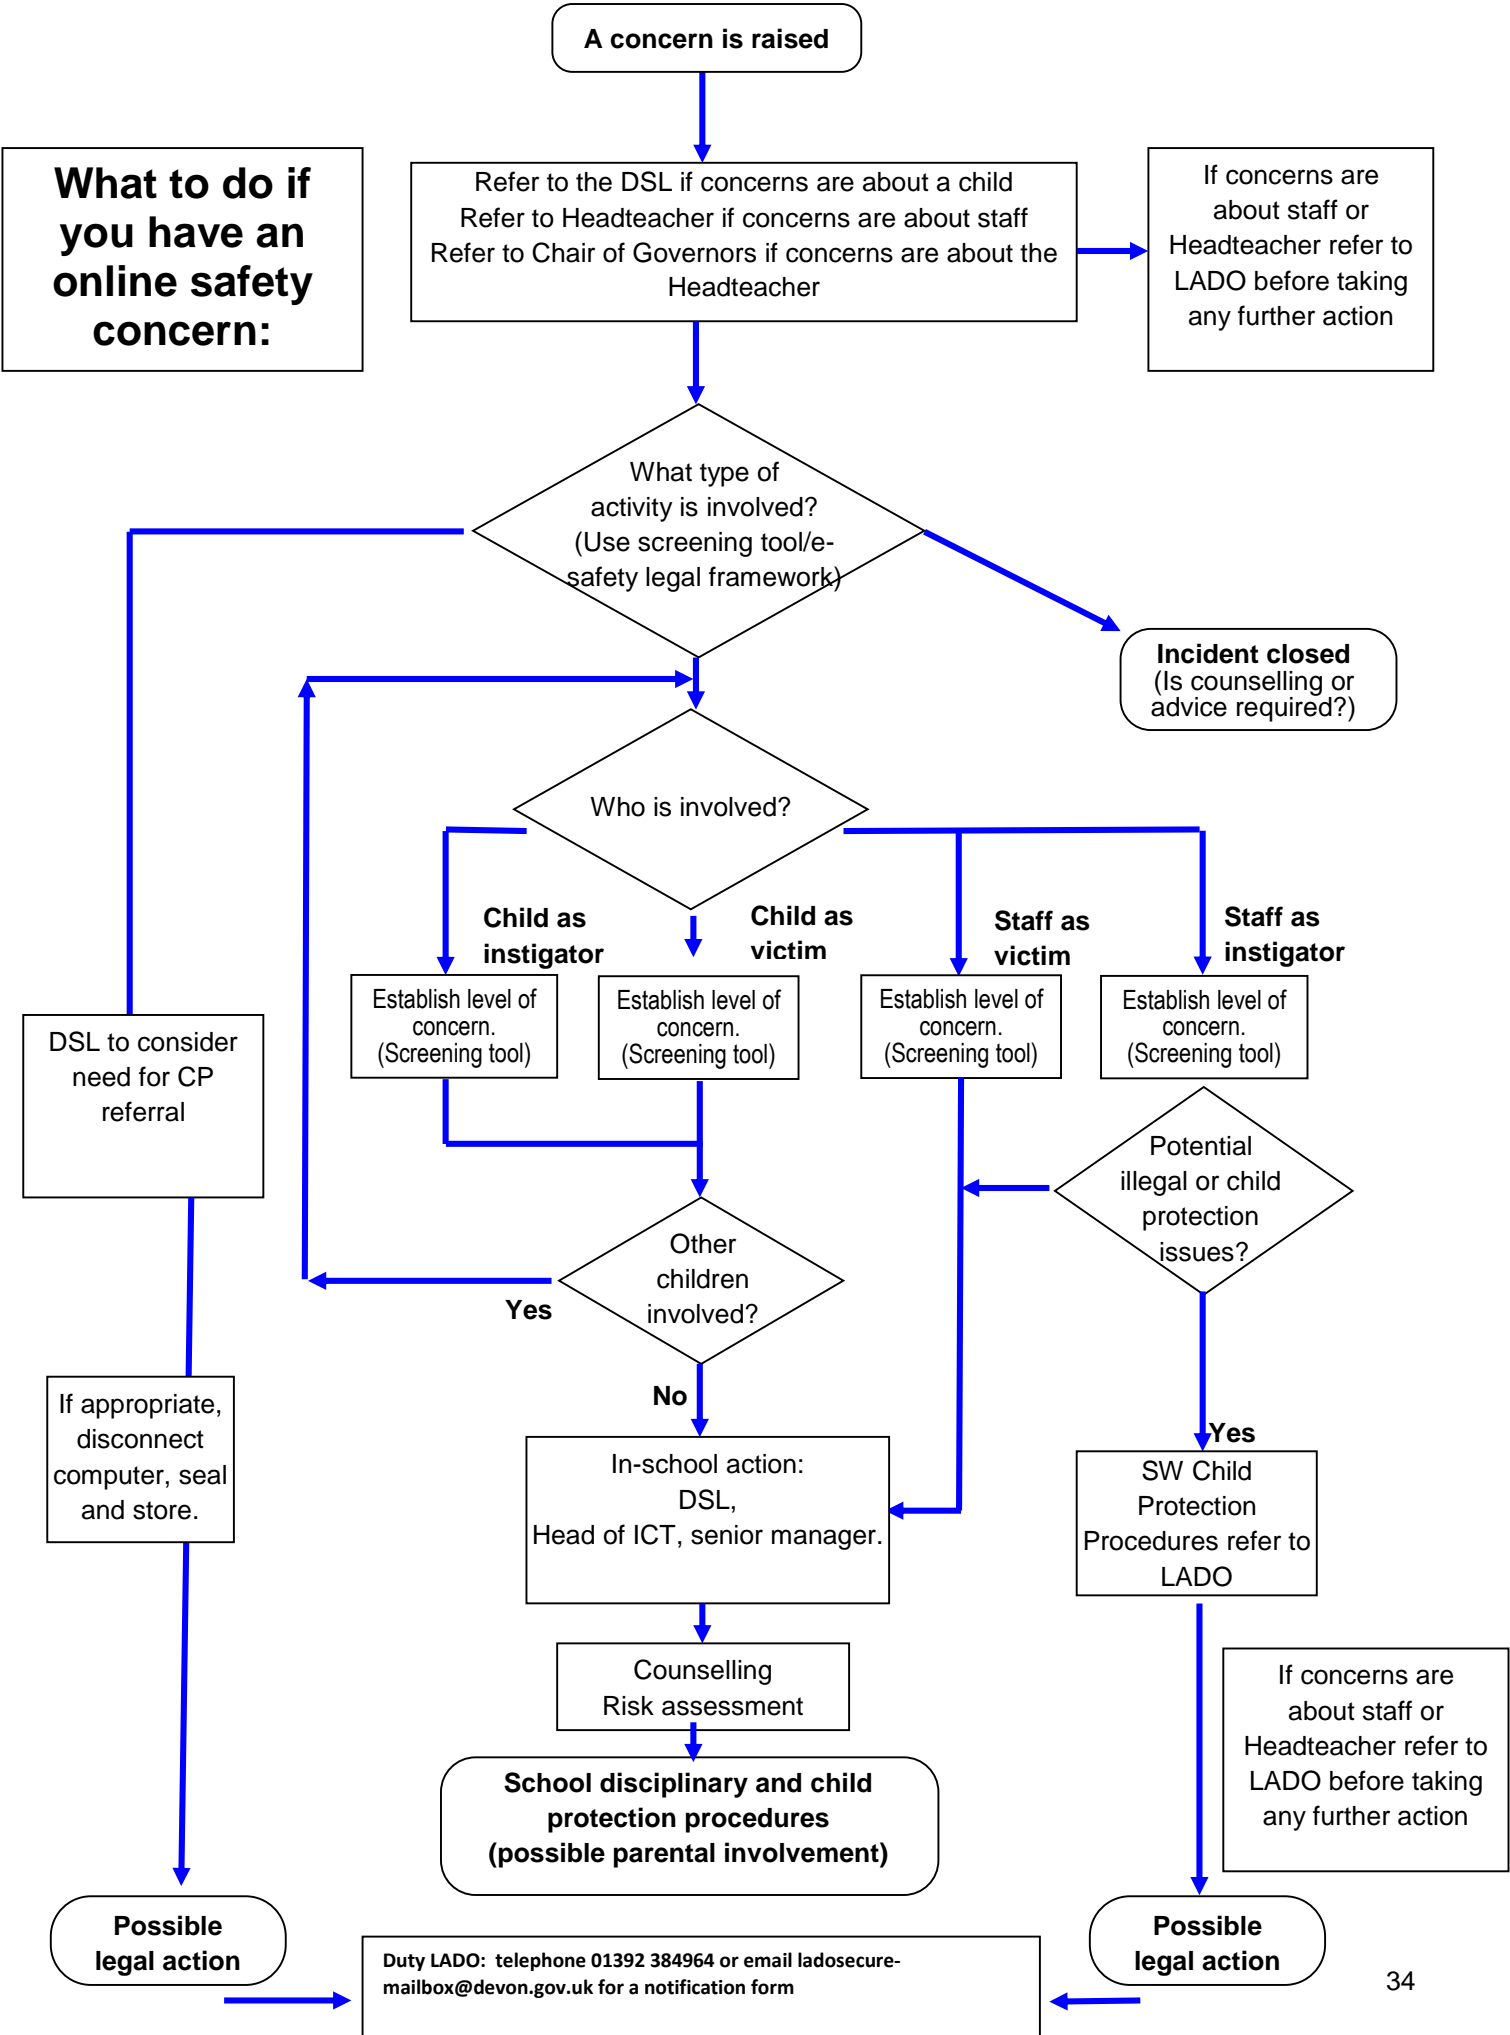 A concern is raised
What to do if
you have an
online safety
concern:
Refer to the DSL if concerns are about a child
Refer to Headteacher if concerns are about staff
Refer to Chair of Governors if concerns are about the
Headteacher
If concerns are
about staff or
Headteacher refer to
LADO before taking
any further action
What type of
activity is involved?
(Use screening tool/e-
safety legal framework)
Incident closed
(Is counselling or
advice required?)
Who is involved?
Child as
instigator
Child as
victim
Staff as
victim
Staff as
instigator
Establish level of
concern.
(Screening tool)
Establish level of
concern.
(Screening tool)
Establish level of
concern.
(Screening tool)
Establish level of
concern.
(Screening tool)
DSL to consider
need for CP
referral
Potential
illegal or child
protection
issues?
Other
children
involved?
Yes
No
If appropriate,
disconnect
computer, seal
and store.
In-school action:
DSL,
Head of ICT, senior manager.
Yes
SW Child
Protection
Procedures refer to
LADO
Counselling
Risk assessment
If concerns are
about staff or
Headteacher refer to
LADO before taking
any further action
School disciplinary and child
protection procedures
(possible parental involvement)
Possible
legal action
Possible
legal action
Duty LADO:  telephone 01392 384964 or email ladosecure-
mailbox@devon.gov.uk for a notification form
34